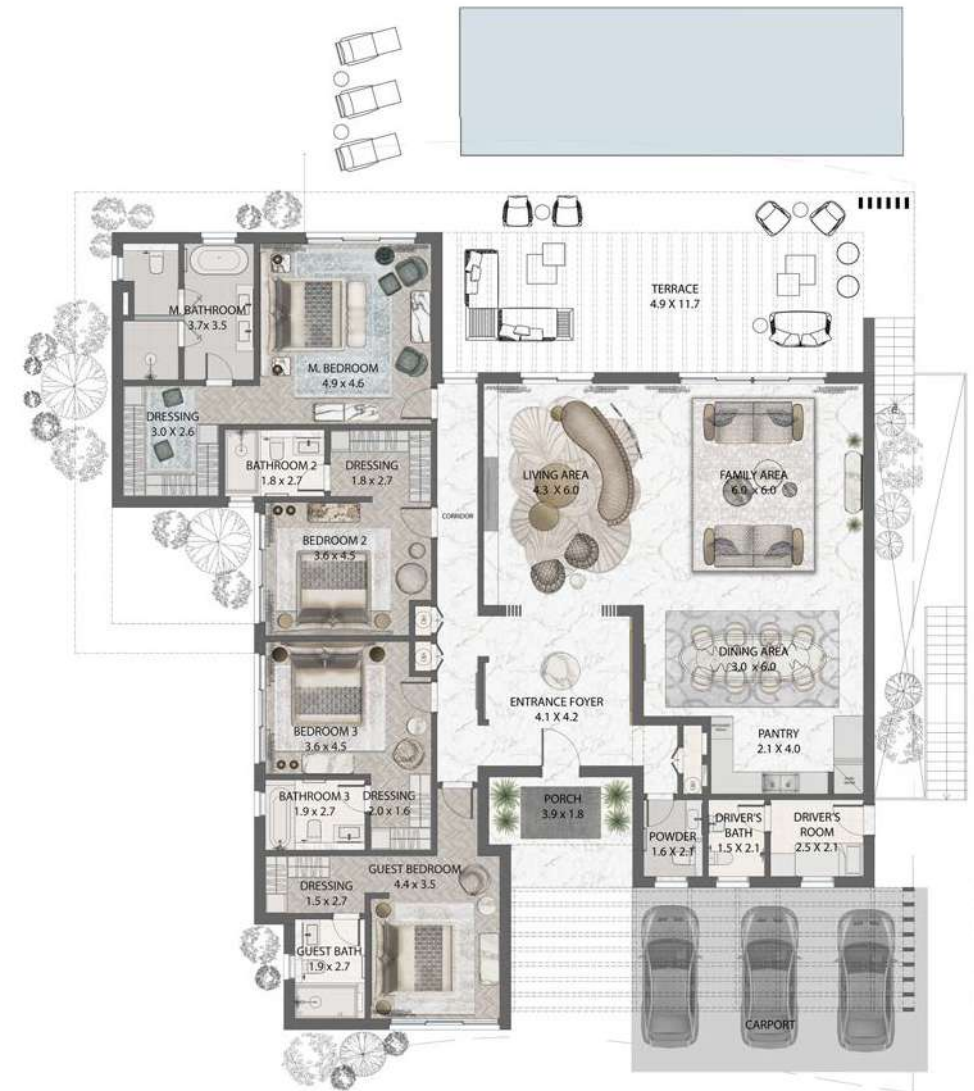 TERRACE
4.9 X 11.7
M. BATHROOM
3.7x 3.5
M. BEDROOM
4.9 x 4.6
DRESSING
3.0 X 2.6
BATHROOM 2
1.8 x 2.7
DRESSING
1.8 x 2.7
LIVING AREA
4.3 X 6.0
FAMILY AREA
6.0 x 6.0
CORRIDOR
BEDROOM 2
3.6 x 4.5
DINING AREA
3.0 x 6.0
ENTRANCE FOYER
4.1 X 4.2
BEDROOM 3
3.6 x 4.5
PANTRY
2.1 X 4.0
BATHROOM 3
1.9 x 2.7
DRESSING
2.0 x 1.6
PORCH
3.9 x 1.8
POWDER
1.6 X 2.1
DRIVER'S
BATH
1.5 X 2.1
DRIVER'S
ROOM
2.5 X 2.1
GUEST BEDROOM
4.4 x 3.5
DRESSING
1.5 x 2.7
GUEST BATH
1.9 x 2.7
CARPORT